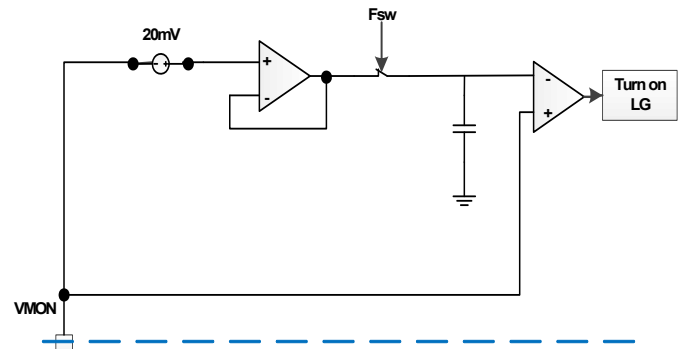 Fsw
20mV
+
-
- +
-
+
Turn on
LG
VMON